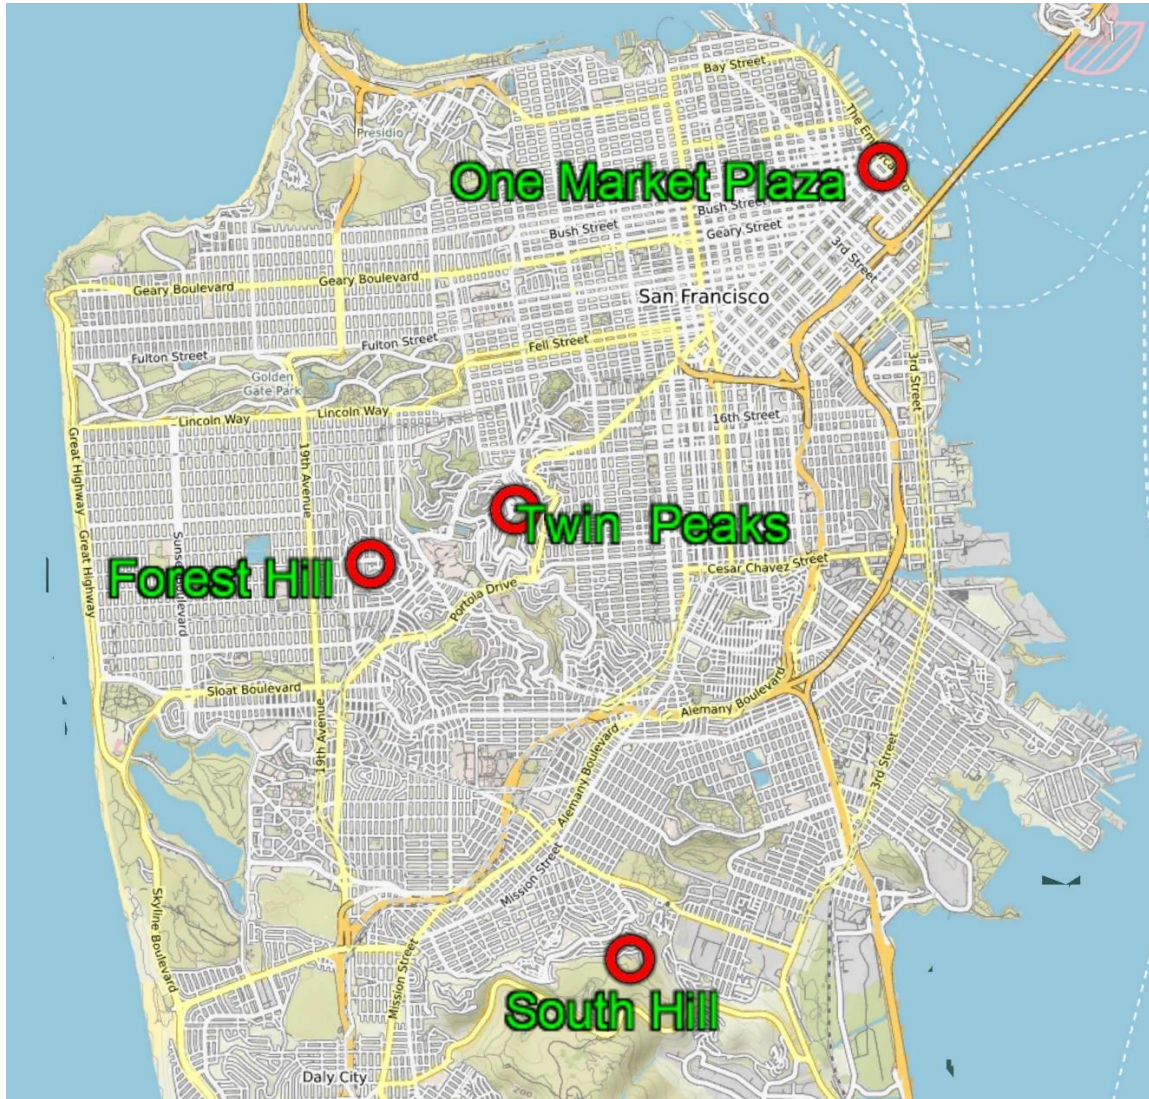 Bay Street
The Embarcadero
Presidio
One Market Plaza
Bush Street
Bush Street
Geary Street
3rd Street
Geary Boulevard
Geary Boulevard
San Francisco
Fulton Street
Fulton Street
Fell Street
3rd Street
Golden
Gate Park
Lincoln Way
Lincoln Way
16th Street
Great Highway
19th Avenue
Twin Peaks
Great Highway
Forest Hill
Cesar Chavez Street
Portola Drive
Sloat Boulevard
Alemany Boulevard
19th Avenue
Alemany Boulevard
3rd Street
Mission Street
Skyline Boulevard
Mission Street
South Hill
Daly City
200